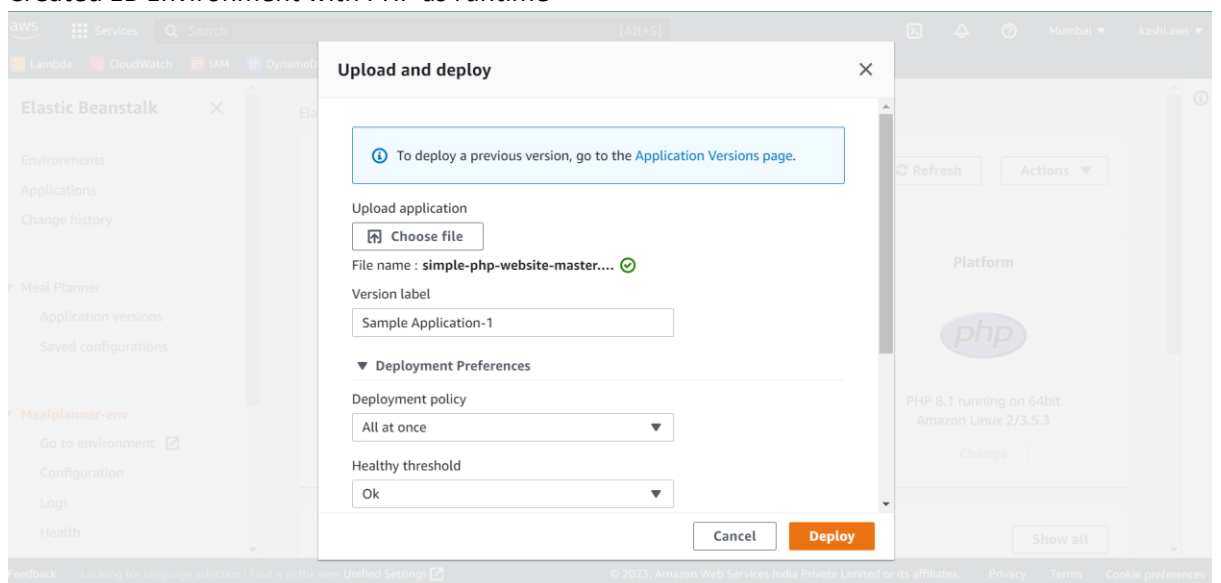 Created EB Environment with PHP as runtime
aws Services Search [Alt+S] Mumbai ▼ kashi.aws ▼
Lambda CloudWatch IAM DynamoD
Upload and deploy
Elastic Beanstalk
Ela
Environments
Applications
Change history
Meal Planner
Application versions
Saved configurations
Mealplanner-env
Go to environment
Configuration
Logs
Health
To deploy a previous version, go to the Application Versions page.
Upload application
Choose file
File name : simple-php-website-master....
Version label
Sample Application-1
Deployment Preferences
Deployment policy
All at once
Healthy threshold
Ok
Cancel Deploy
Refresh Actions
Platform
php
PHP 8.1 running on 64bit
Amazon Linux 2/3.5.3
Change
Show all
Feedback Looking for language selection? Find it in the new Unified Settings © 2023, Amazon Web Services India Private Limited or its affiliates. Privacy Terms Cookie preferences